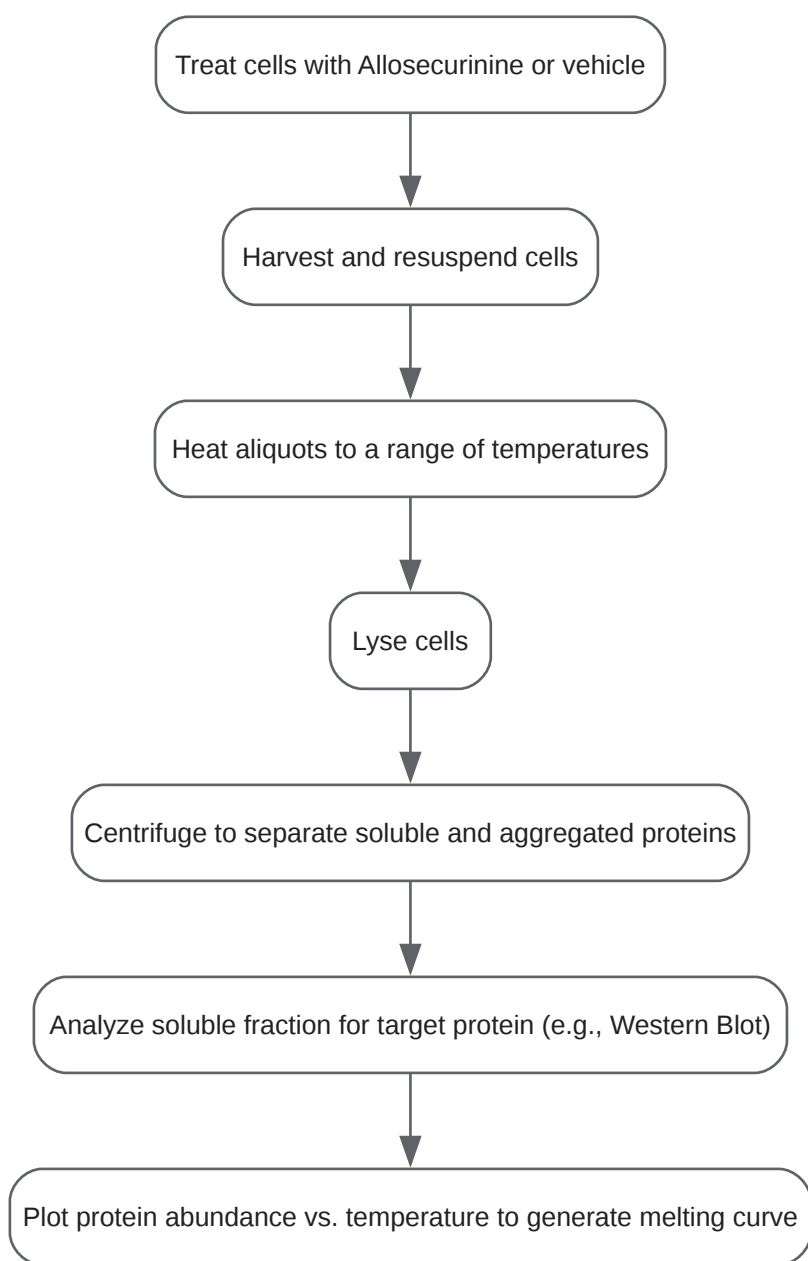 Treat cells with Allosecurinine or vehicle
Harvest and resuspend cells
Heat aliquots to a range of temperatures
Lyse cells
Centrifuge to separate soluble and aggregated proteins
Analyze soluble fraction for target protein (e.g., Western Blot)
Plot protein abundance vs. temperature to generate melting curve